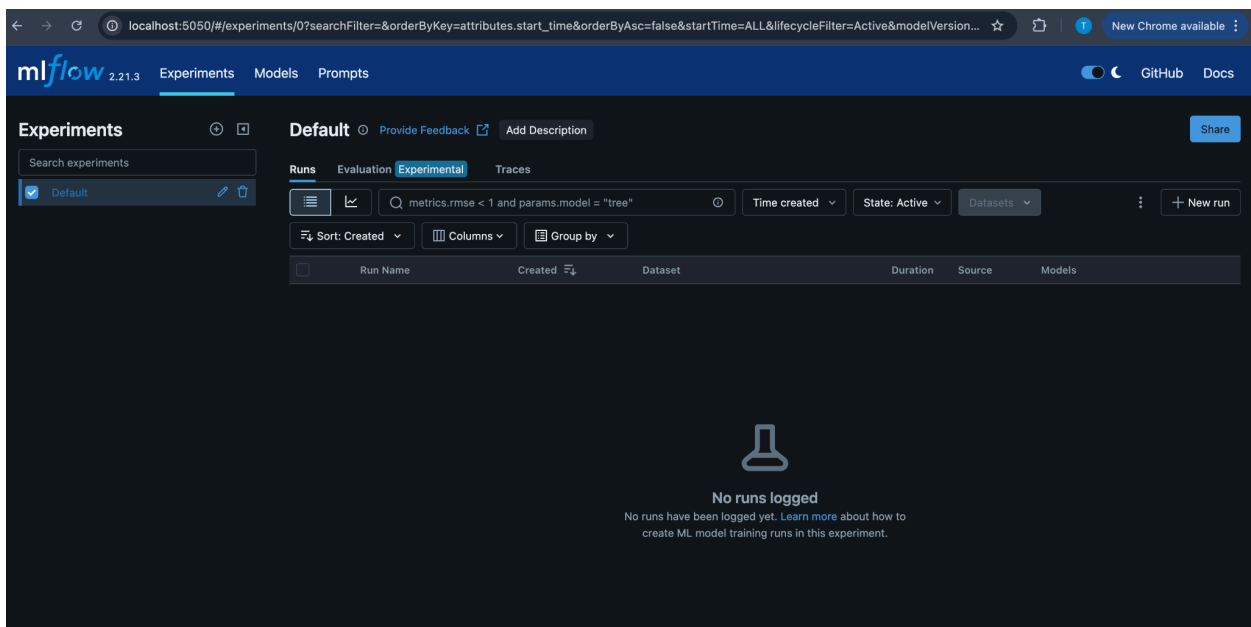 localhost:5050/#/experiments/0?searchFilter=&orderByKey=attributes.start_time&orderByAsc=false&startTime=ALL&lifecycleFilter=Active&modelVersion...
T
New Chrome available
mlflow 2.21.3 Experiments Models Prompts
GitHub Docs
Experiments
Search experiments
Default
Default Provide Feedback Add Description
Share
Runs Evaluation Experimental Traces
metrics.rmse < 1 and params.model = "tree"
Time created
State: Active
Datasets
New run
Sort: Created
Columns
Group by
Run Name Created Dataset Duration Source Models
No runs logged
No runs have been logged yet. Learn more about how to
create ML model training runs in this experiment.